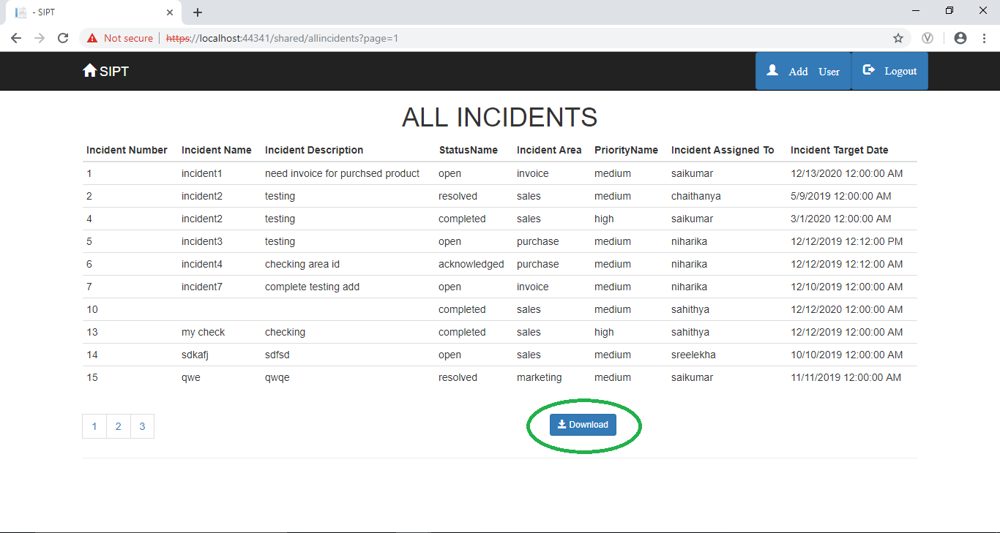 - SIPT
Not secure https://localhost:44341/shared/allincidents?page=1
SIPT Add User Logout
ALL INCIDENTS
Incident Number Incident Name Incident Description StatusName Incident Area PriorityName Incident Assigned To Incident Target Date
1 incident1 need invoice for purchsed product open invoice medium saikumar 12/13/2020 12:00:00 AM
2 incident2 testing resolved sales medium chaithanya 5/9/2019 12:00:00 AM
4 incident2 testing completed sales high saikumar 3/1/2020 12:00:00 AM
5 incident3 testing open purchase medium niharika 12/12/2019 12:12:00 PM
6 incident4 checking area id acknowledged purchase medium niharika 12/12/2019 12:12:00 AM
7 incident7 complete testing add open invoice medium niharika 12/10/2019 12:00:00 AM
10 completed sales medium sahithya 12/12/2020 12:00:00 AM
13 my check checking completed sales high sahithya 12/12/2019 12:00:00 AM
14 sdkafj sdfsd open sales medium sreelekha 10/10/2019 12:00:00 AM
15 qwe qwqe resolved marketing medium saikumar 11/11/2019 12:00:00 AM
1 2 3 Download